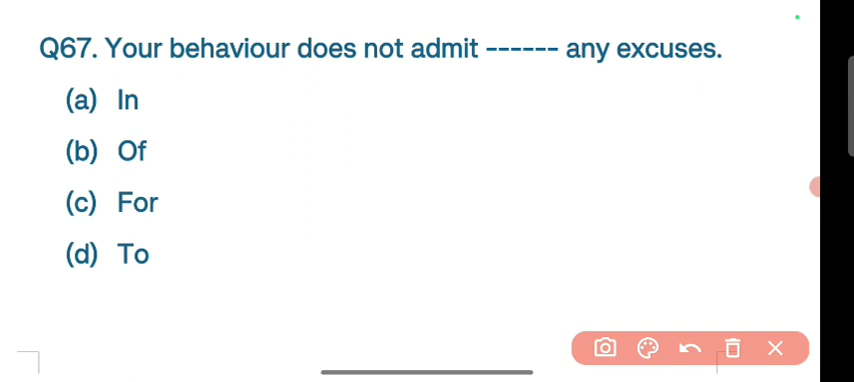 Q67. Your behaviour does not admit ------ any excuses.
(a) In
(b) Of
(c) For
(d) To